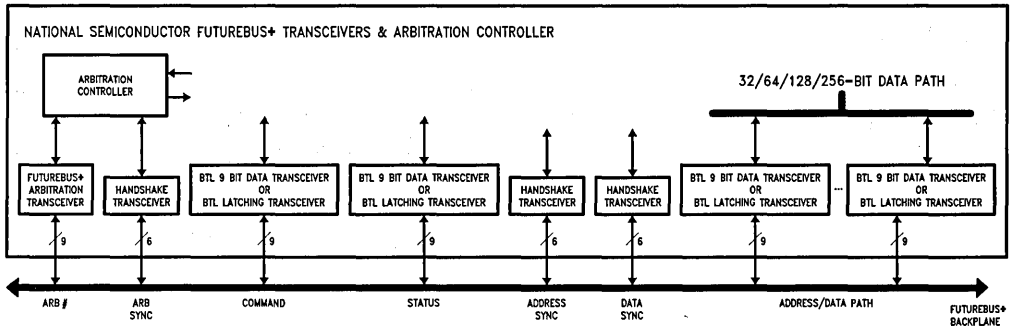 NATIONAL SEMICONDUCTOR FUTUREBUS+ TRANSCEIVERS & ARBITRATION CONTROLLER
ARBITRATION
CONTROLLER
32/64/128/256-BIT DATA PATH
FUTUREBUS+
ARBITRATION
TRANSCEIVER
HANDSHAKE
TRANSCEIVER
BTL 9 BIT DATA TRANSCEIVER
OR
BTL LATCHING TRANSCEIVER
BTL 9 BIT DATA TRANSCEIVER
OR
BTL LATCHING TRANSCEIVER
HANDSHAKE
TRANSCEIVER
HANDSHAKE
TRANSCEIVER
BTL 9 BIT DATA TRANSCEIVER
OR
BTL LATCHING TRANSCEIVER
...
BTL 9 BIT DATA TRANSCEIVER
OR
BTL LATCHING TRANSCEIVER
9
6
9
9
6
6
9
9
ARB #
ARB
SYNC
COMMAND
STATUS
ADDRESS
SYNC
DATA
SYNC
ADDRESS/DATA PATH
FUTUREBUS+
BACKPLANE